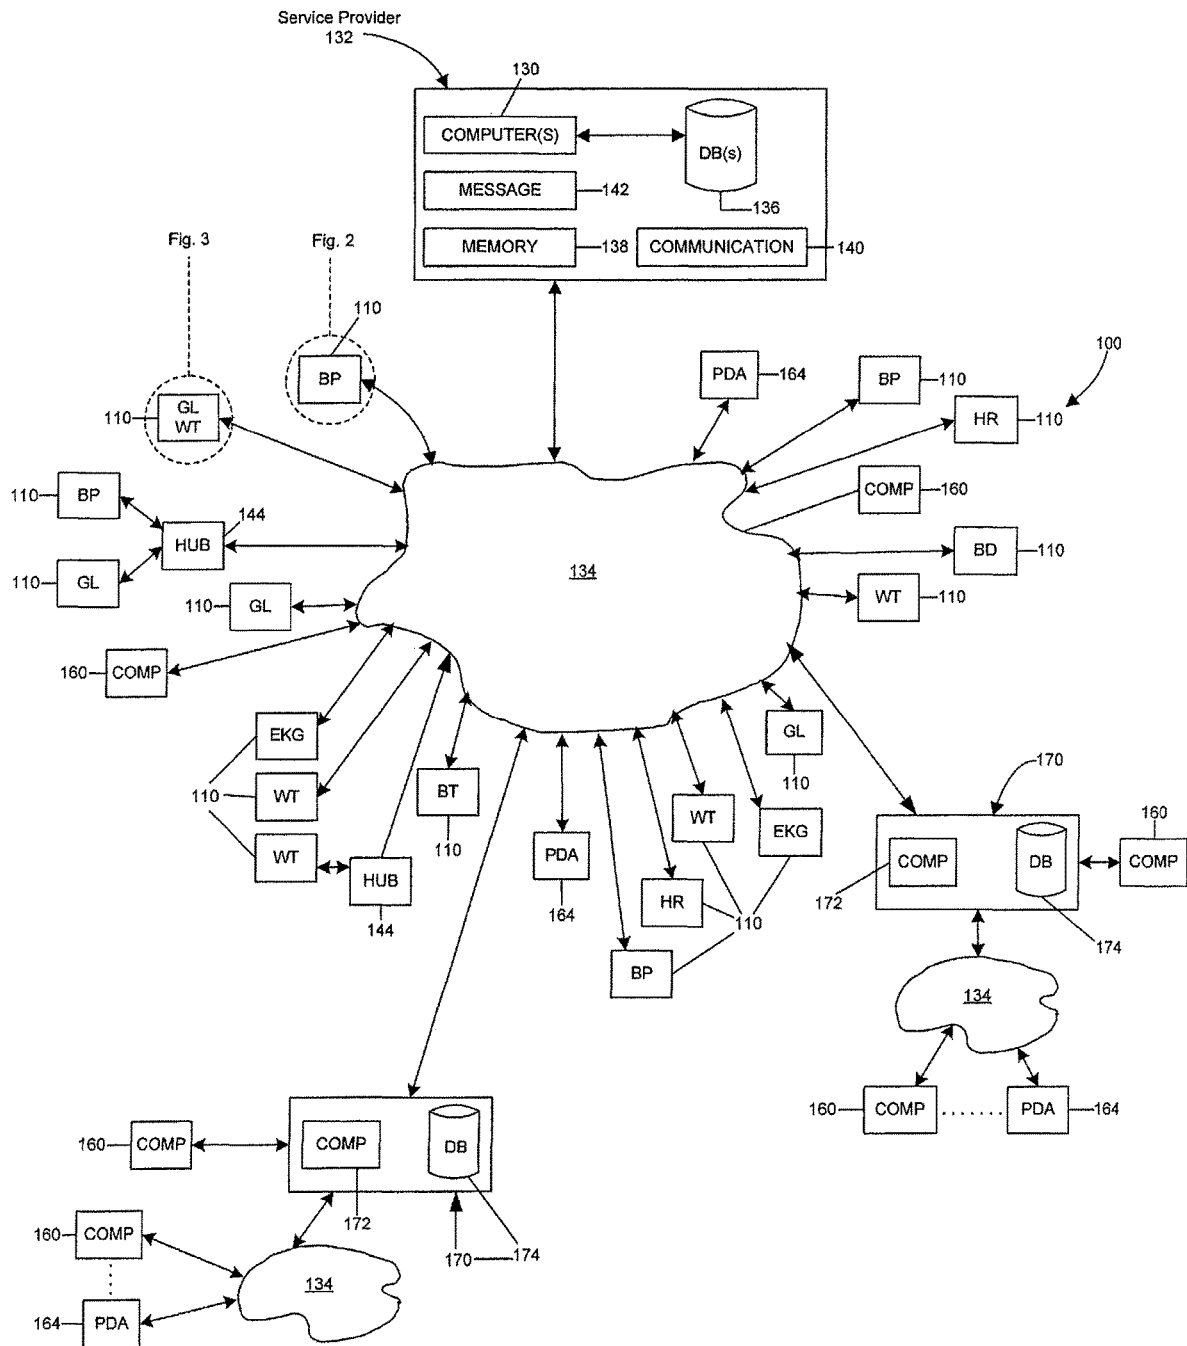 Service Provider
132
130
COMPUTER(S)
DB(s)
MESSAGE
142
136
MEMORY
138
COMMUNICATION
140
Fig. 3
Fig. 2
110
BP
110
GL
WT
PDA
164
BP
110
100
HR
110
110
BP
144
HUB
COMP
160
110
GL
134
BD
110
110
GL
WT
110
160
COMP
EKG
110
WT
WT
HUB
144
BT
110
PDA
164
GL
110
WT
EKG
HR
110
BP
170
160
COMP
DB
COMP
172
174
134
160
COMP
PDA
164
160
COMP
COMP
DB
172
170
174
160
COMP
134
164
PDA